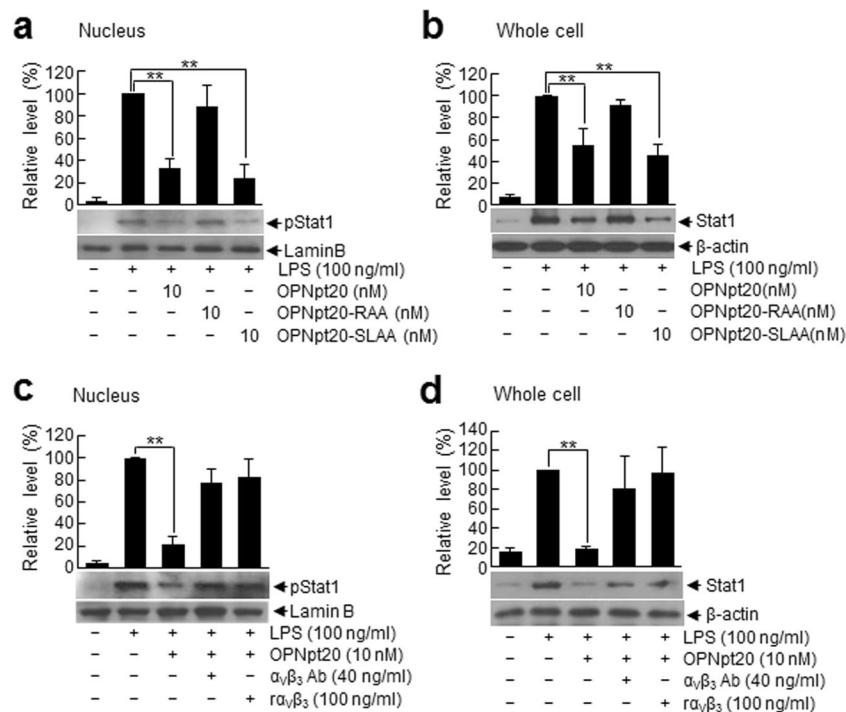 a Nucleus
Relative level (%)
120
100
80
60
40
20
0
** **
pStat1
LaminB
– + + + + LPS (100 ng/ml)
– – 10 – – OPNpt20 (nM)
– – – 10 – OPNpt20-RAA (nM)
– – – – 10 OPNpt20-SLAA (nM)
b Whole cell
Relative level (%)
120
100
80
60
40
20
0
** **
Stat1
β-actin
– + + + + LPS (100 ng/ml)
– – 10 – – OPNpt20(nM)
– – – 10 – OPNpt20-RAA(nM)
– – – – 10 OPNpt20-SLAA(nM)
c Nucleus
Relative level (%)
120
100
80
60
40
20
0
**
pStat1
Lamin B
– + + + + LPS (100 ng/ml)
– – + + + OPNpt20 (10 nM)
– – – + – αvβ3 Ab (40 ng/ml)
– – – – + rαvβ3 (100 ng/ml)
d Whole cell
Relative level (%)
140
120
100
80
60
40
20
0
**
Stat1
β-actin
– + + + + LPS (100 ng/ml)
– – + + + OPNpt20 (10 nM)
– – – + – αvβ3 Ab (40 ng/ml)
– – – – + rαvβ3 (100 ng/ml)